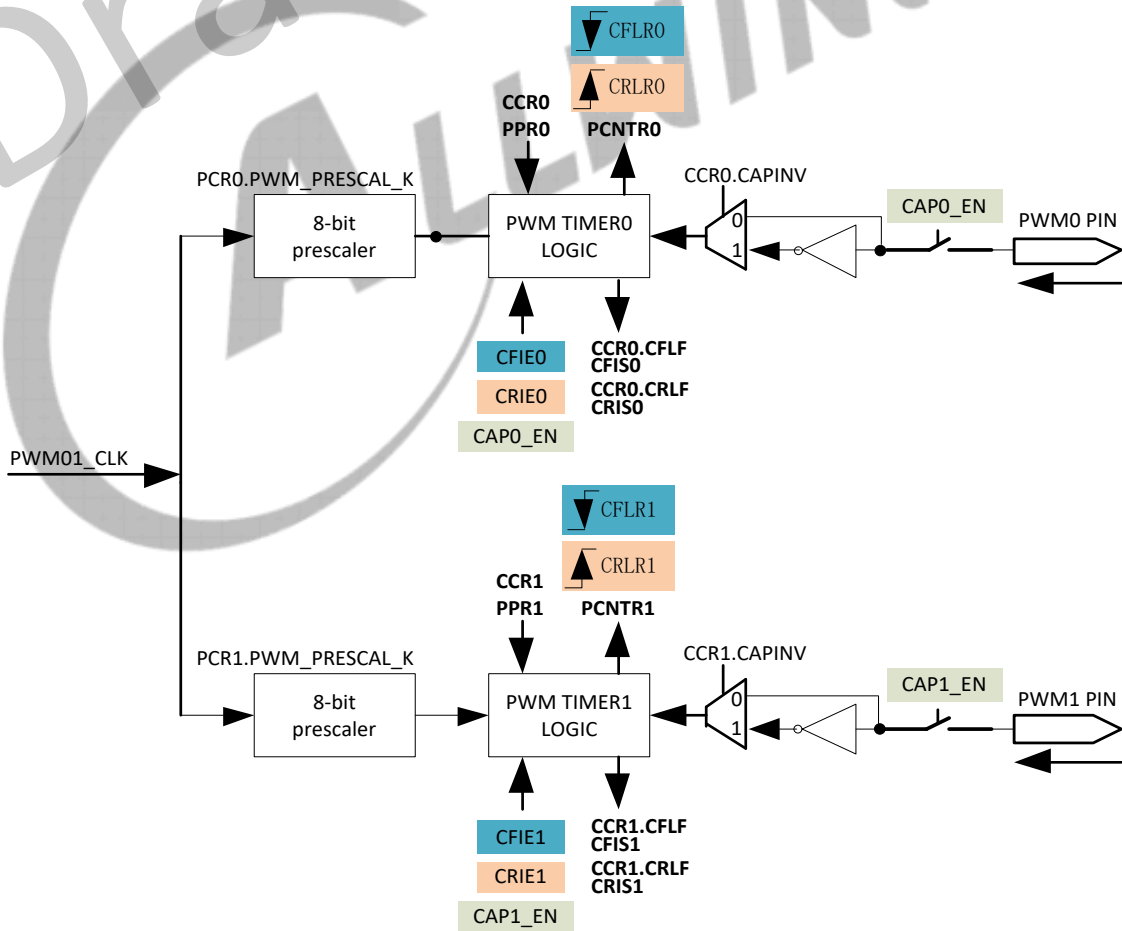 Draft
ALLWINNER
CFLR0
CRLR0
CCR0
PPR0
PCNTR0
PCR0.PWM_PRESCAL_K
8-bit
prescaler
PWM TIMER0
LOGIC
CCR0.CAPINV
0
1
CAP0_EN
PWM0 PIN
CFIE0
CRIE0
CAP0_EN
CCR0.CFLF
CFIS0
CCR0.CRLF
CRIS0
PWM01_CLK
CFLR1
CRLR1
CCR1
PPR1
PCNTR1
PCR1.PWM_PRESCAL_K
8-bit
prescaler
PWM TIMER1
LOGIC
CCR1.CAPINV
0
1
CAP1_EN
PWM1 PIN
CFIE1
CRIE1
CAP1_EN
CCR1.CFLF
CFIS1
CCR1.CRLF
CRIS1